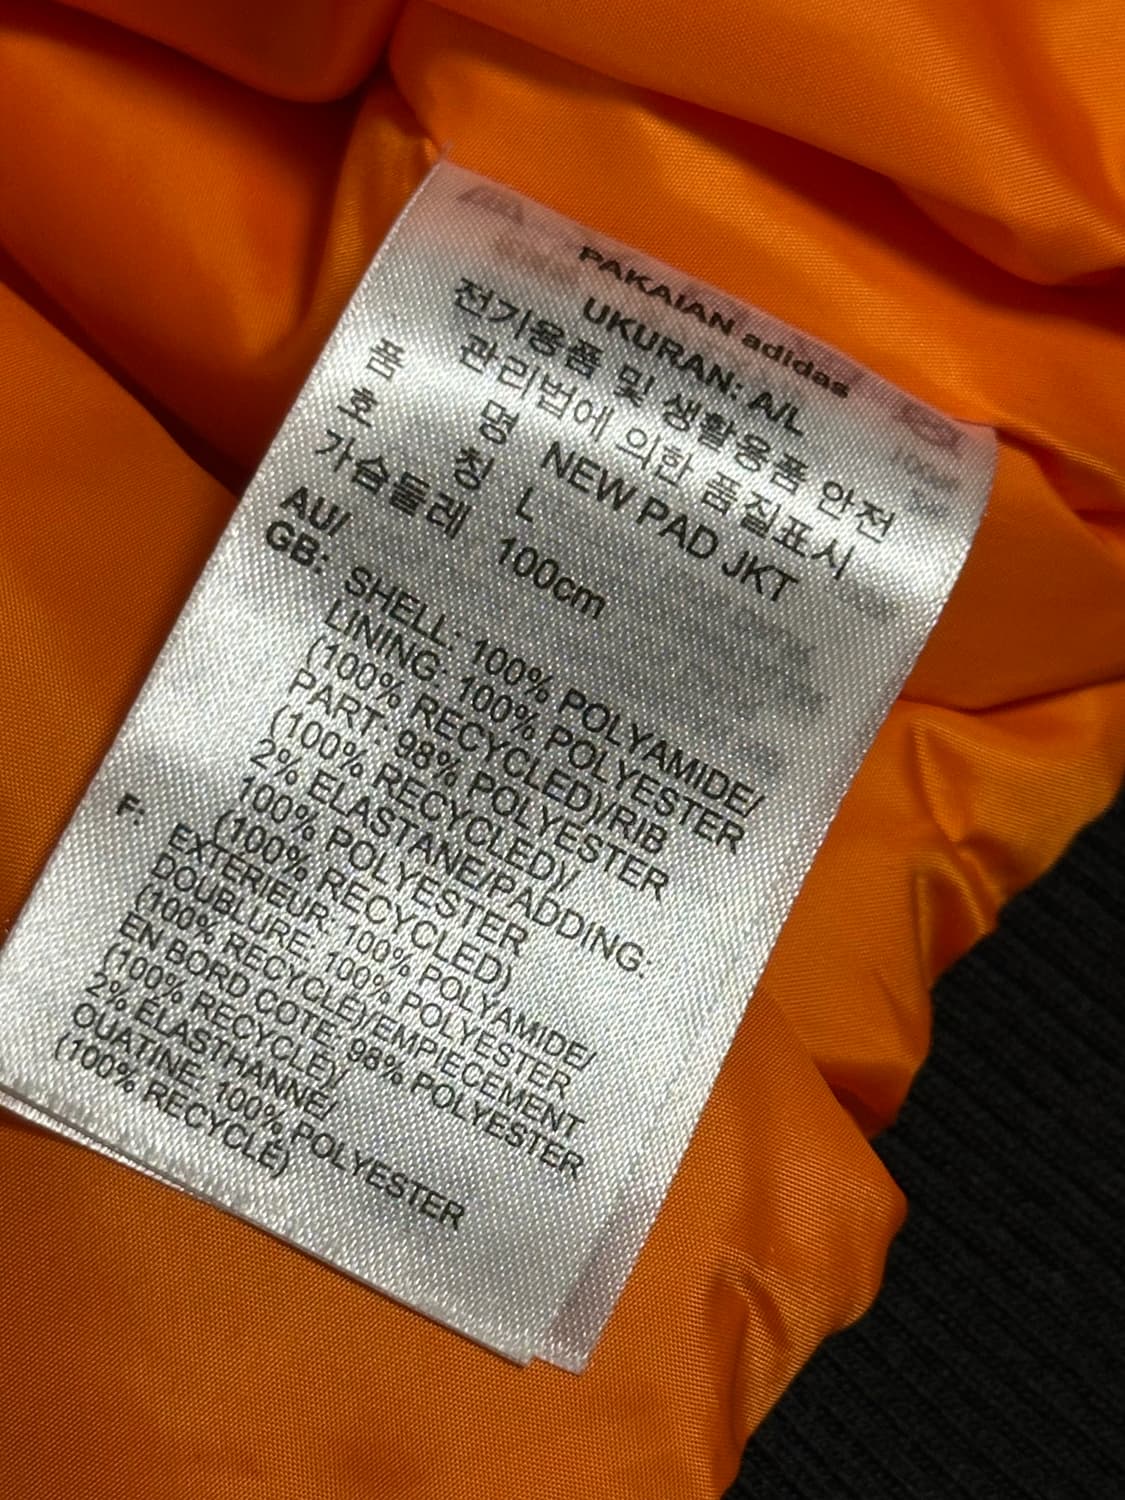 PAKAIAN adidas
UKURAN: A/L
전기용품 및 생활용품 안전
관리법에 의한 품질표시
품 명 NEW PAD JKT
호 칭 L
가슴둘레 100cm
AU/
GB: SHELL: 100% POLYAMIDE/
LINING: 100% POLYESTER
(100% RECYCLED)/RIB
PART: 98% POLYESTER
(100% RECYCLED)/
2% ELASTANE/PADDING:
100% POLYESTER
(100% RECYCLED)
F: EXTERIEUR: 100% POLYAMIDE/
DOUBLURE: 100% POLYESTER
(100% RECYCLÉ)/EMPIECEMENT
EN BORD COTE: 98% POLYESTER
(100% RECYCLÉ)/
2% ELASTHANNE/
OUATINE: 100% POLYESTER
(100% RECYCLÉ)